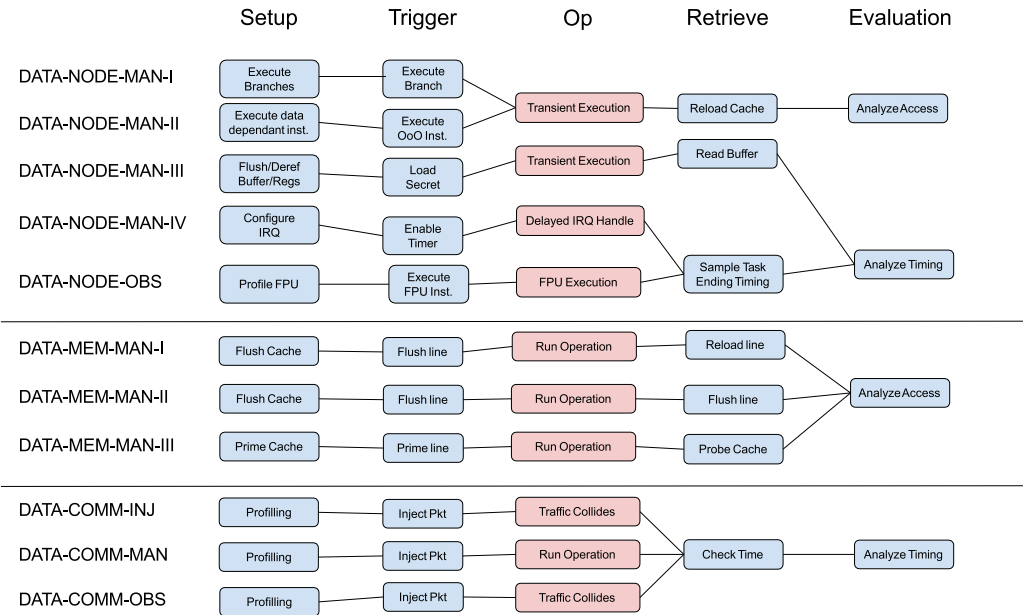 Setup Trigger Op Retrieve Evaluation
DATA-NODE-MAN-I
Execute
Branches
Execute
Branch
DATA-NODE-MAN-II
Execute data
dependant inst.
Execute
OoO Inst.
Transient Execution
Reload Cache
Analyze Access
DATA-NODE-MAN-III
Flush/Deref
Buffer/Regs
Load
Secret
Transient Execution
Read Buffer
DATA-NODE-MAN-IV
Configure
IRQ
Enable
Timer
Delayed IRQ Handle
DATA-NODE-OBS
Profile FPU
Execute
FPU Inst.
FPU Execution
Sample Task
Ending Timing
Analyze Timing
DATA-MEM-MAN-I
Flush Cache
Flush line
Run Operation
Reload line
DATA-MEM-MAN-II
Flush Cache
Flush line
Run Operation
Flush line
Analyze Access
DATA-MEM-MAN-III
Prime Cache
Prime line
Run Operation
Probe Cache
DATA-COMM-INJ
Profilling
Inject Pkt
Traffic Collides
DATA-COMM-MAN
Profilling
Inject Pkt
Run Operation
Check Time
Analyze Timing
DATA-COMM-OBS
Profilling
Inject Pkt
Traffic Collides